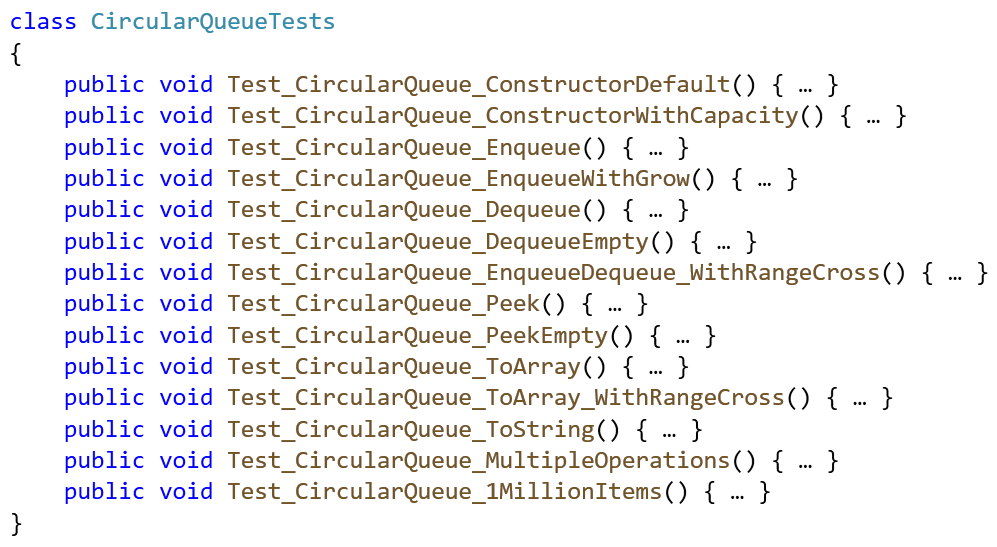 class CircularQueueTests
{
    public void Test_CircularQueue_ConstructorDefault() { … }
    public void Test_CircularQueue_ConstructorWithCapacity() { … }
    public void Test_CircularQueue_Enqueue() { … }
    public void Test_CircularQueue_EnqueueWithGrow() { … }
    public void Test_CircularQueue_Dequeue() { … }
    public void Test_CircularQueue_DequeueEmpty() { … }
    public void Test_CircularQueue_EnqueueDequeue_WithRangeCross() { … }
    public void Test_CircularQueue_Peek() { … }
    public void Test_CircularQueue_PeekEmpty() { … }
    public void Test_CircularQueue_ToArray() { … }
    public void Test_CircularQueue_ToArray_WithRangeCross() { … }
    public void Test_CircularQueue_ToString() { … }
    public void Test_CircularQueue_MultipleOperations() { … }
    public void Test_CircularQueue_1MillionItems() { … }
}